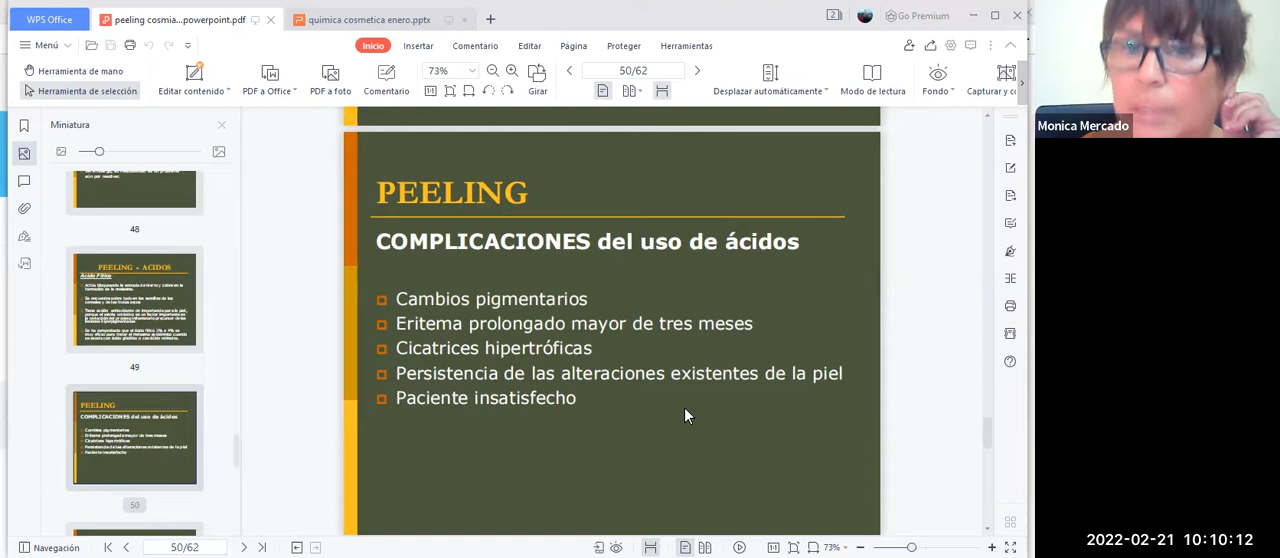 WPS Office
peeling cosmia...powerpoint.pdf
quimica cosmetica enero.pptx
2
Go Premium
Menú
Inicio
Insertar
Comentario
Editar
Página
Proteger
Herramientas
Herramienta de mano
Herramienta de selección
Editar contenido
PDF a Office
PDF a foto
Comentario
73%
Girar
50/62
Desplazar automáticamente
Modo de lectura
Fondo
Capturar y co
Monica Mercado
Miniatura
48
PEELING - ACIDOS
Acido Fítico
49
PEELING
COMPLICACIONES del uso de ácidos
Cambios pigmentarios
Eritema prolongado mayor de tres meses
Cicatrices hipertróficas
Persistencia de las alteraciones existentes de la piel
Paciente insatisfecho
50
PEELING
COMPLICACIONES del uso de ácidos
Cambios pigmentarios
Eritema prolongado mayor de tres meses
Cicatrices hipertróficas
Persistencia de las alteraciones existentes de la piel
Paciente insatisfecho
Navegación
50/62
73%
2022-02-21 10:10:12